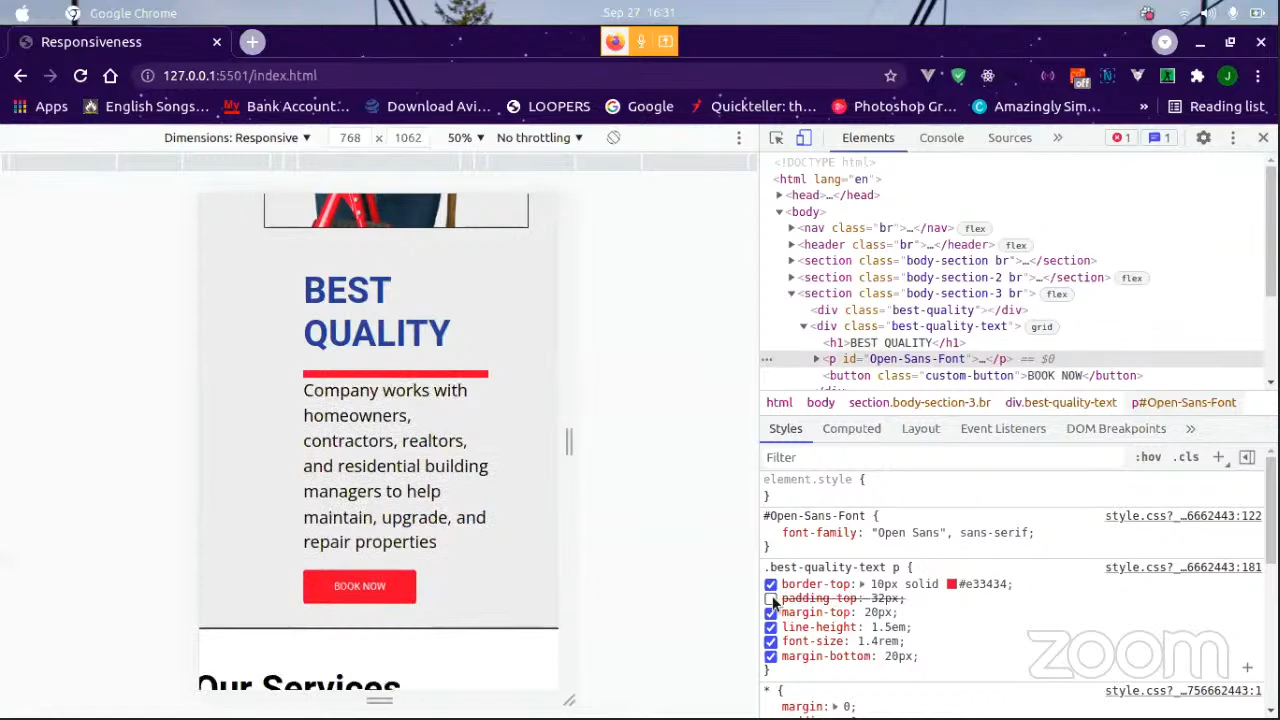 Google Chrome
Sep 27 16:31
Responsiveness
127.0.0.1:5501/index.html
off
J
Apps
English Songs...
Bank Account:...
Download Avi...
LOOPERS
Google
Quickteller: th...
Photoshop Gr...
Amazingly Sim...
»
Reading list
Dimensions: Responsive ▼
768 × 1062
50% ▼
No throttling ▼
Elements
Console
Sources
»
1
1
<!DOCTYPE html>
<html lang="en">
<head>…</head>
<body>
<nav class="br">…</nav> flex
<header class="br">…</header> flex
<section class="body-section br">…</section>
<section class="body-section-2 br">…</section> flex
<section class="body-section-3 br"> flex
<div class="best-quality"></div>
<div class="best-quality-text"> grid
<h1>BEST QUALITY</h1>
<p id="Open-Sans-Font">…</p> == $0
<button class="custom-button">BOOK NOW</button>
html body section.body-section-3.br div.best-quality-text p#Open-Sans-Font
Styles Computed Layout Event Listeners DOM Breakpoints »
Filter
:hov .cls +
element.style {
}
#Open-Sans-Font {
style.css?_…6662443:122
font-family: "Open Sans", sans-serif;
}
.best-quality-text p {
style.css?_…6662443:181
border-top: 10px solid #e33434;
padding-top: 32px;
margin-top: 20px;
line-height: 1.5em;
font-size: 1.4rem;
margin-bottom: 20px;
}
* {
style.css?_…756662443:1
margin: 0;
BEST
QUALITY
Company works with
homeowners,
contractors, realtors,
and residential building
managers to help
maintain, upgrade, and
repair properties
BOOK NOW
Our Services
zoom